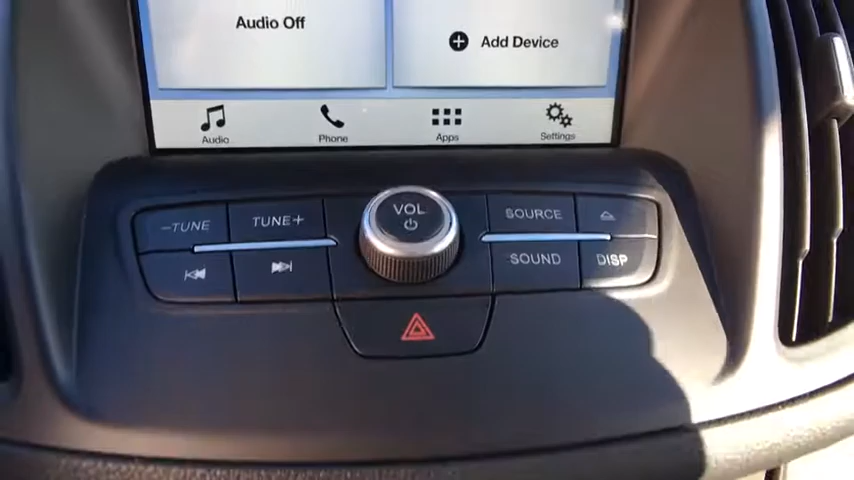 Audio Off
Add Device
Audio
Phone
Apps
Settings
−TUNE
TUNE+
VOL
SOURCE
SOUND
DISP